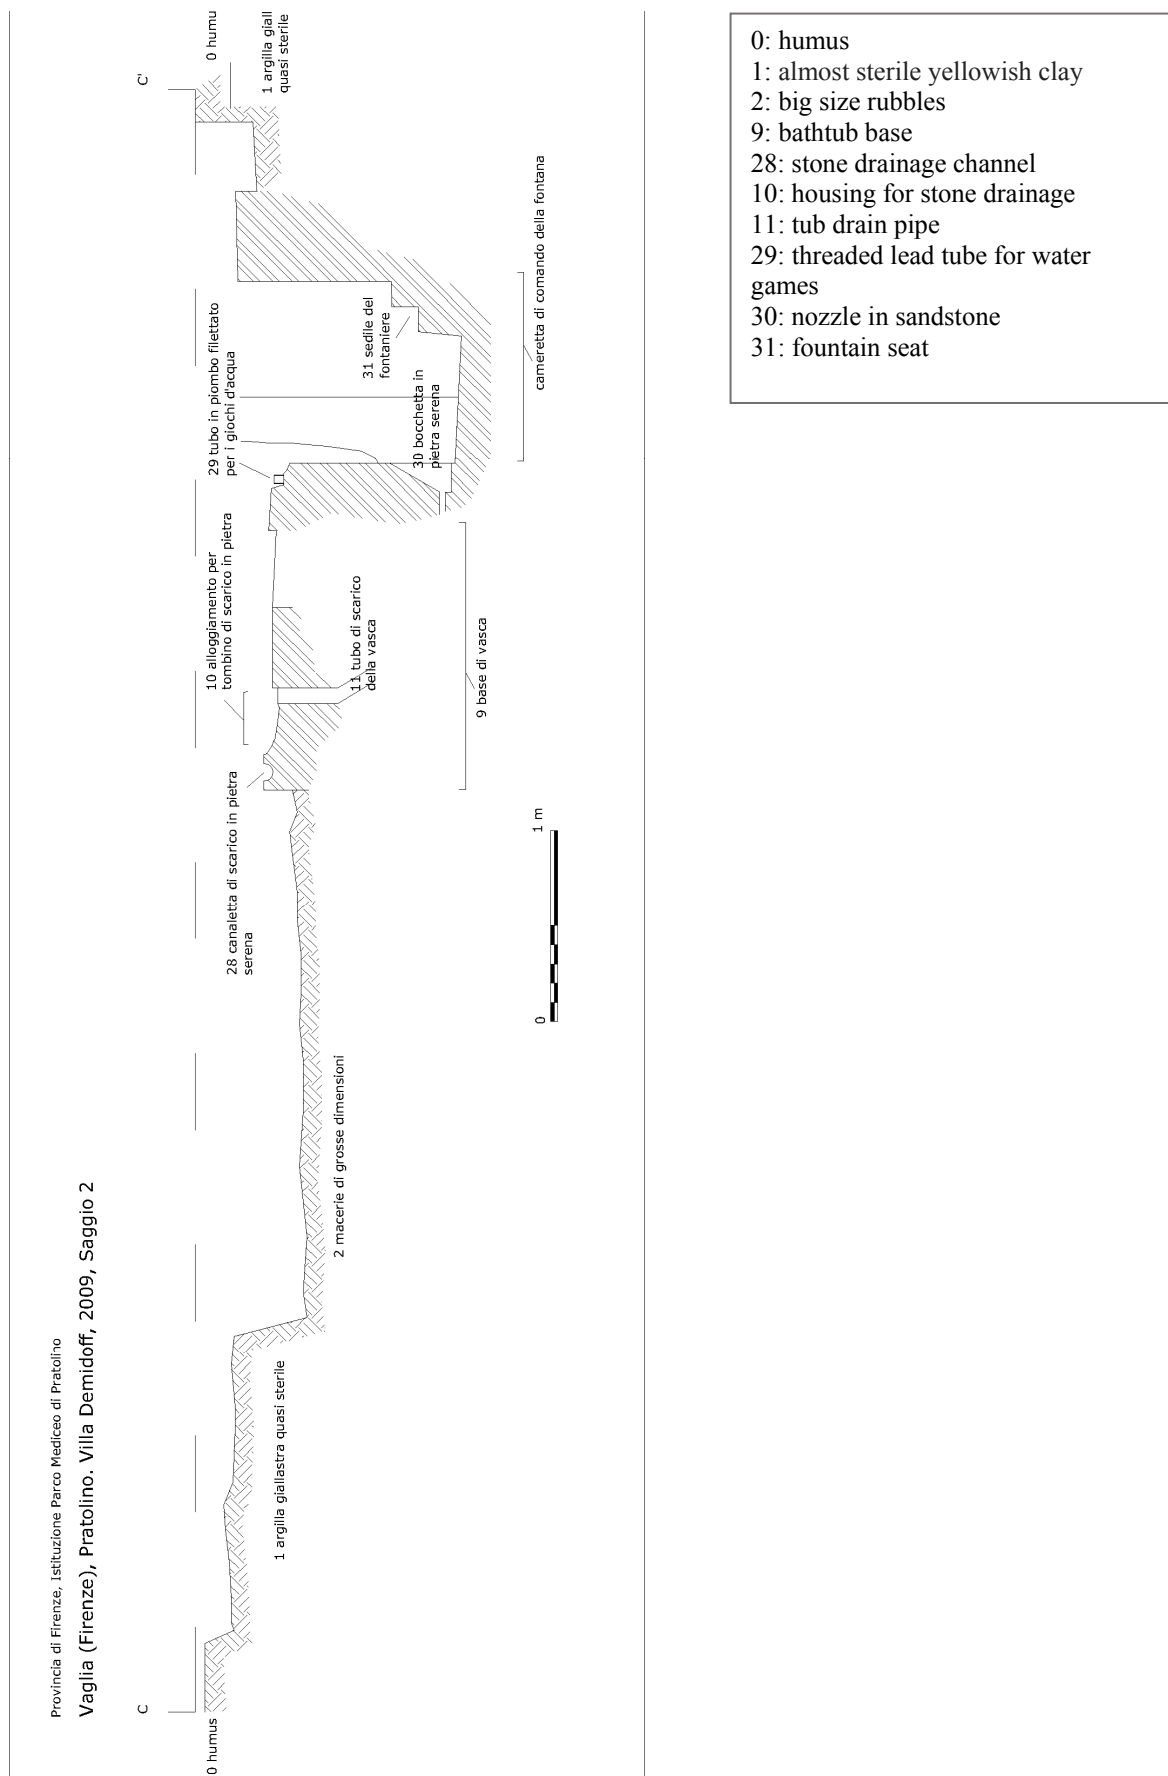 Provincia di Firenze, Istituzione Parco Mediceo di Pratolino
Vaglia (Firenze), Pratolino. Villa Demidoff, 2009, Saggio 2
C
C'
0 humus
1 argilla giallastra quasi sterile
2 macerie di grosse dimensioni
28 canaletta di scarico in pietra
serena
10 alloggiamento per
tombino di scarico in pietra
11 tubo di scarico
della vasca
9 base di vasca
29 tubo in piombo filettato
per i giochi d'acqua
30 bocchetta in
pietra serena
31 sedile del
fontaniere
cameretta di comando della fontana
0 humu
1 argilla giall
quasi sterile
0
1 m
0: humus
1: almost sterile yellowish clay
2: big size rubbles
9: bathtub base
28: stone drainage channel
10: housing for stone drainage
11: tub drain pipe
29: threaded lead tube for water
games
30: nozzle in sandstone
31: fountain seat